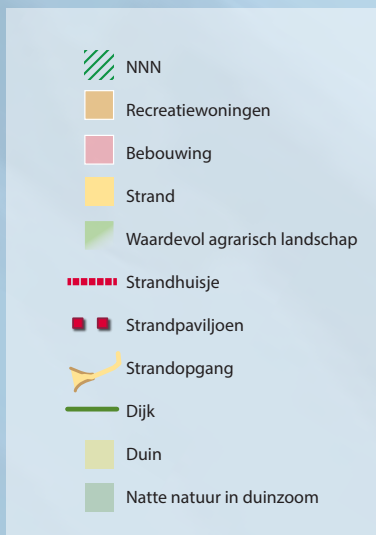 NNN
Recreatiewoningen
Bebouwing
Strand
Waardevol agrarisch landschap
Strandhuisje
Strandpaviljoen
Strandopgang
Dijk
Duin
Natte natuur in duinzoom